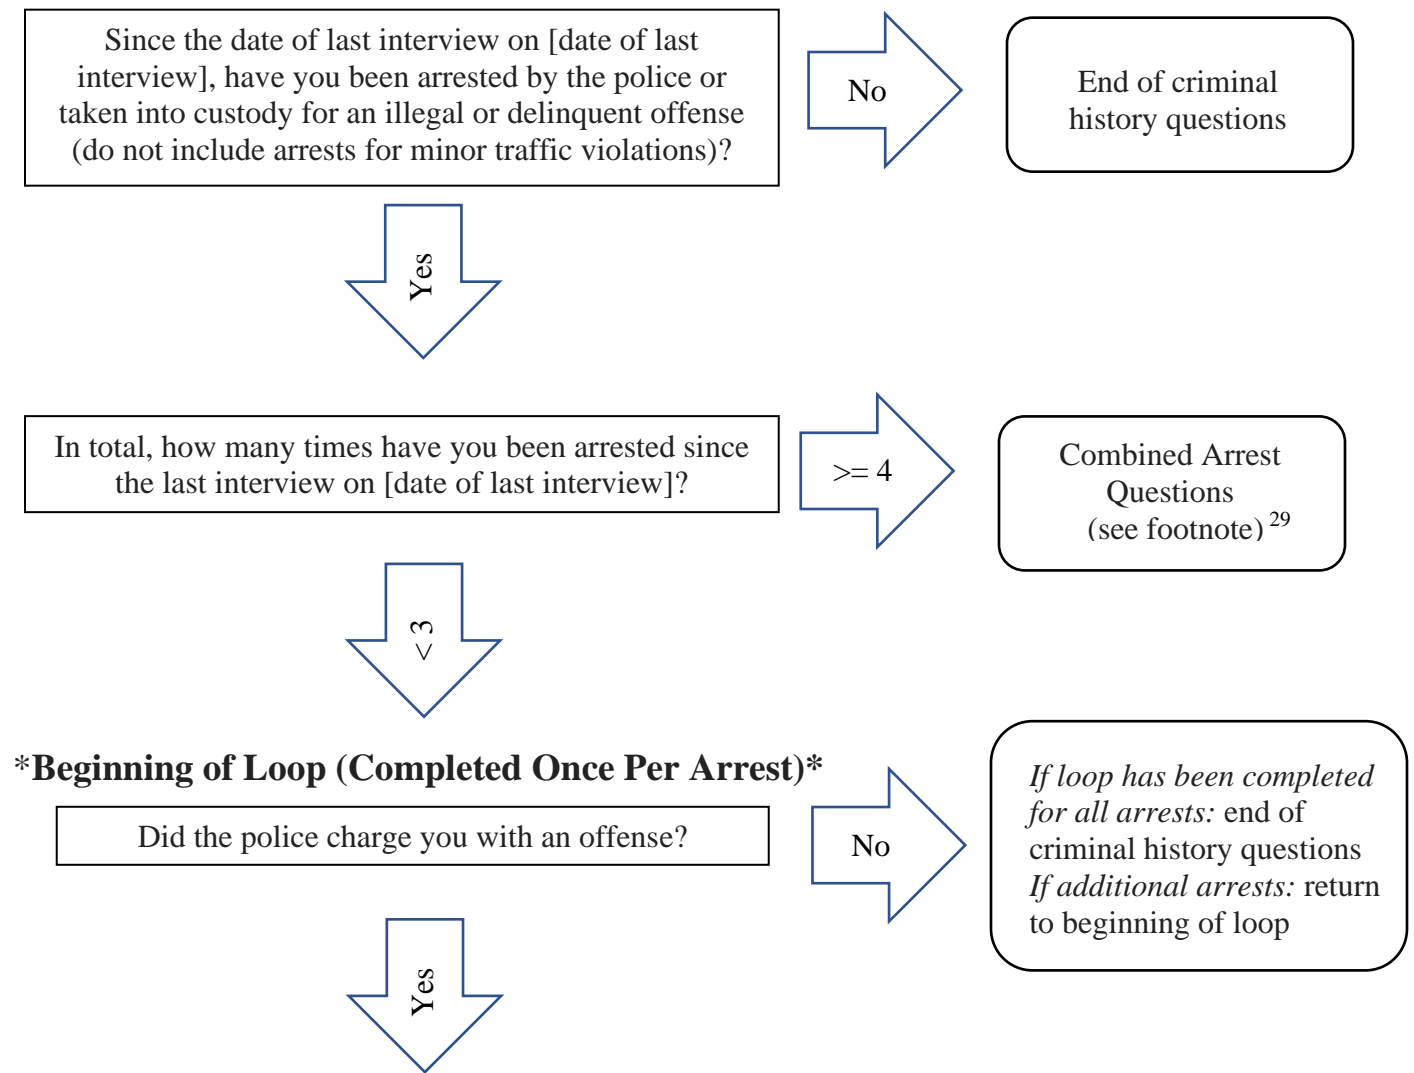 Since the date of last interview on [date of last
interview], have you been arrested by the police or
taken into custody for an illegal or delinquent offense
(do not include arrests for minor traffic violations)?
No
End of criminal
history questions
Yes
In total, how many times have you been arrested since
the last interview on [date of last interview]?
>= 4
Combined Arrest
Questions
(see footnote) 29
< 3
*Beginning of Loop (Completed Once Per Arrest)*
Did the police charge you with an offense?
No
If loop has been completed
for all arrests: end of
criminal history questions
If additional arrests: return
to beginning of loop
Yes